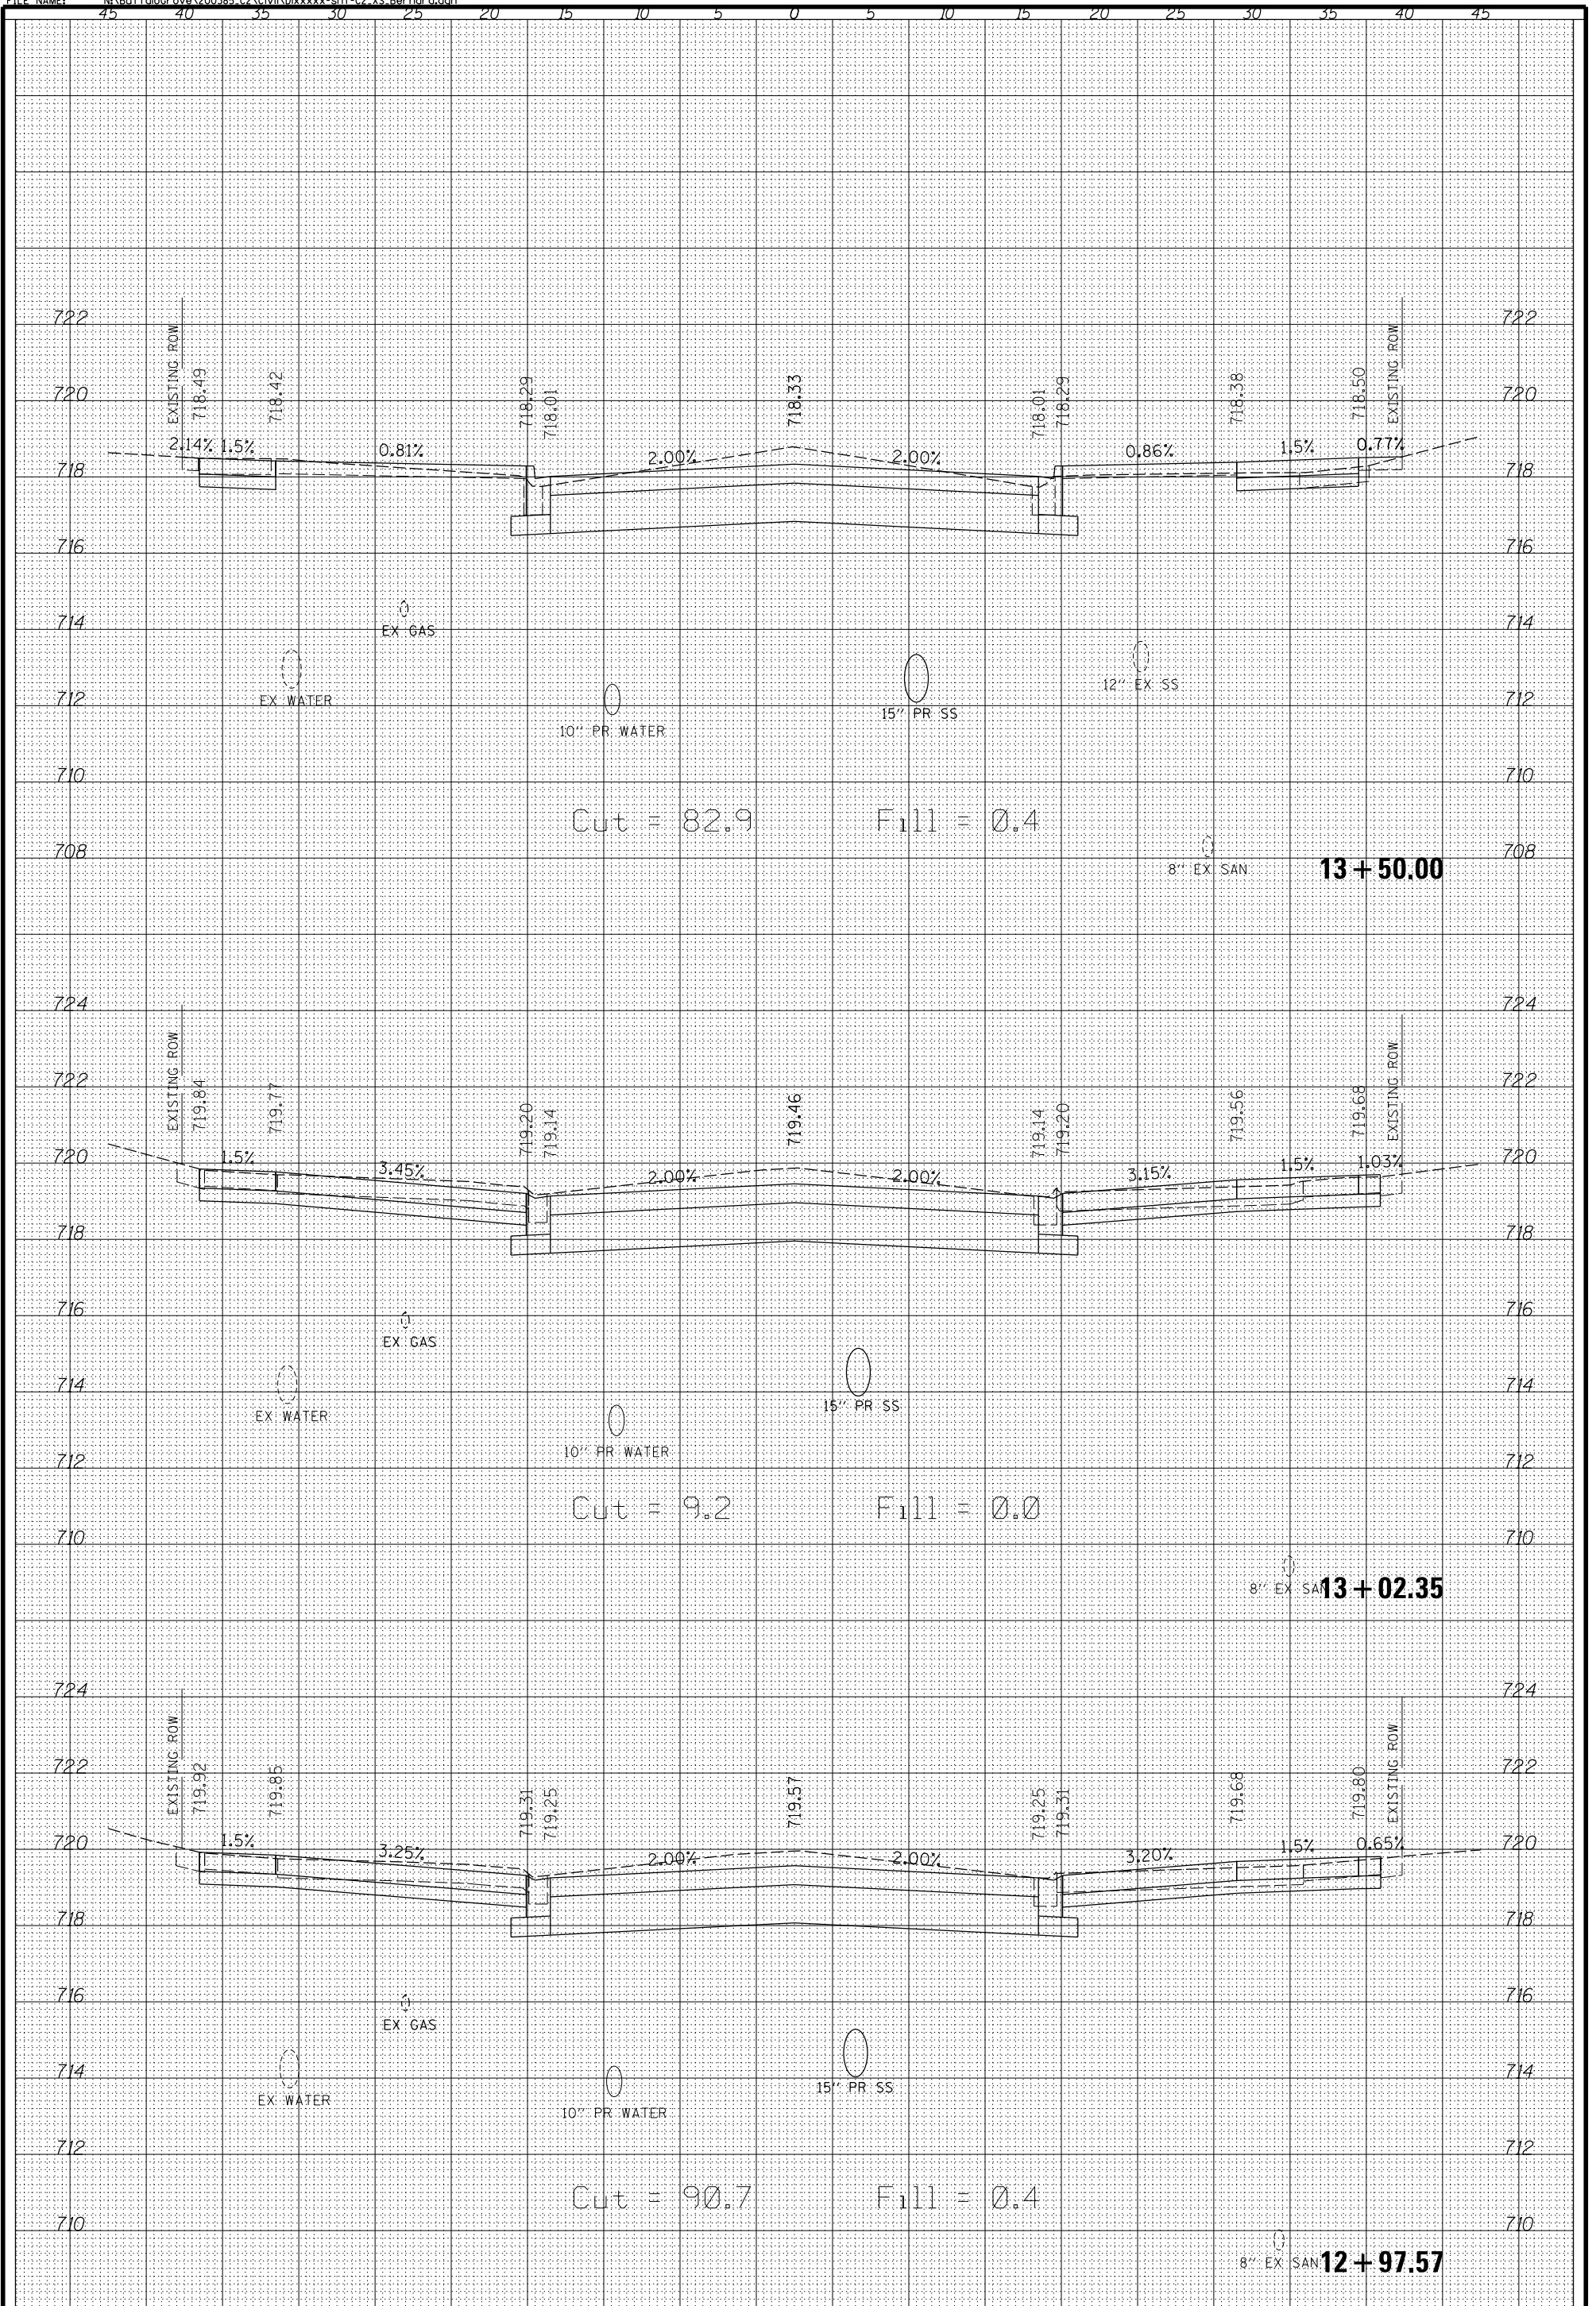 FILE NAME:
45 40 35 30 25 20 15 10 5 0 5 10 15 20 25 30 35 40 45
722 722
EXISTING ROW 718.49 718.42 718.29 718.01 718.33 718.01 718.29 718.38 718.50 EXISTING ROW
720 720
2.14% 1.5% 0.81% 2.00% 2.00% 0.86% 1.5% 0.77%
718 718
716 716
714 714
EX GAS
12" EX SS
EX WATER
712 712
15" PR SS
10" PR WATER
710 710
Cut = 82.9 Fill = 0.4
708 708
8" EX SAN
13+50.00
724 724
EXISTING ROW 719.84 719.77 719.20 719.14 719.46 719.14 719.20 719.56 719.68 EXISTING ROW
722 722
720 720
1.5% 3.45% 2.00% 2.00% 3.15% 1.5% 1.03%
718 718
716 716
EX GAS
714 714
15" PR SS
EX WATER
10" PR WATER
712 712
Cut = 9.2 Fill = 0.0
710 710
8" EX SAN
13+02.35
724 724
EXISTING ROW 719.92 719.85 719.31 719.25 719.57 719.25 719.31 719.68 719.80 EXISTING ROW
722 722
720 720
1.5% 3.25% 2.00% 2.00% 3.20% 1.5% 0.65%
718 718
716 716
EX GAS
714 714
15" PR SS
EX WATER
10" PR WATER
712 712
Cut = 90.7 Fill = 0.4
710 710
8" EX SAN
12+97.57